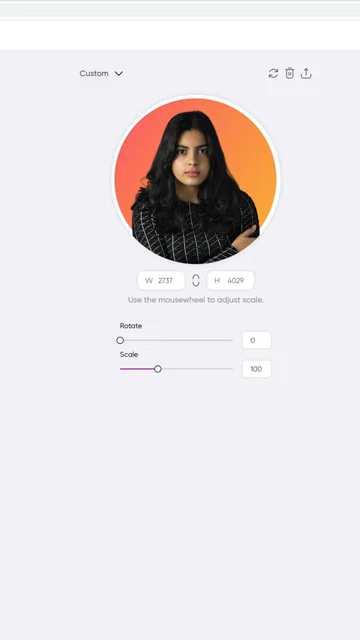 Custom
W 2737 H 4029
Use the mousewheel to adjust scale.
Rotate
0
Scale
100